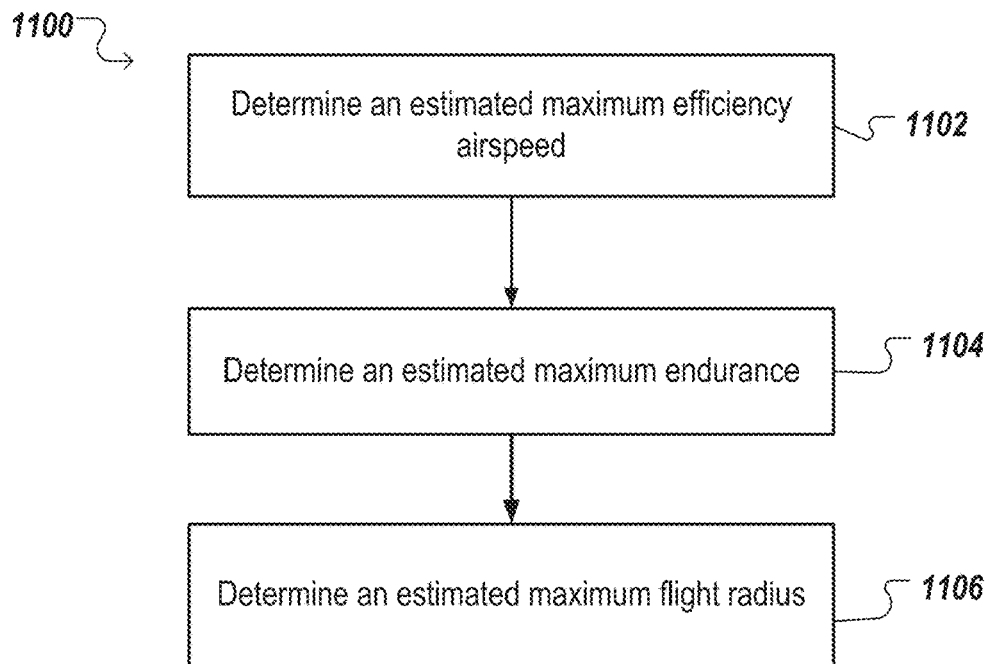 1100
Determine an estimated maximum efficiency
airspeed
1102
Determine an estimated maximum endurance
1104
Determine an estimated maximum flight radius
1106